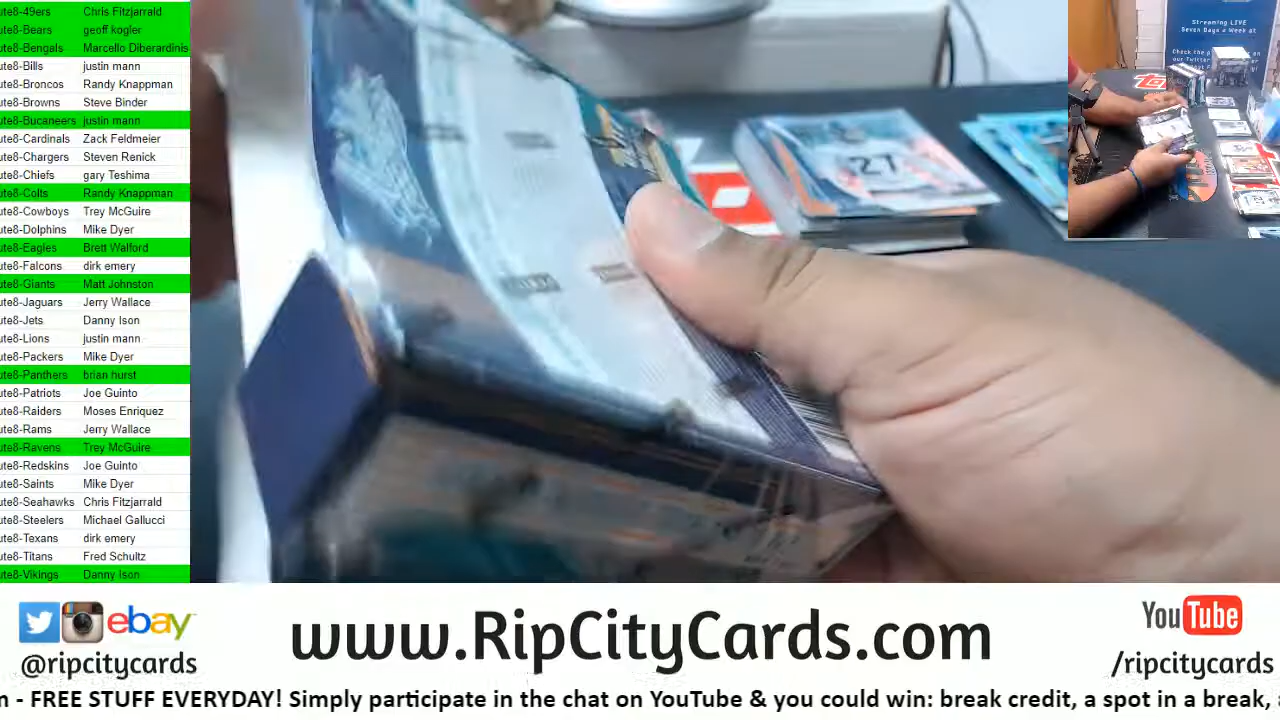 ute8-49ers Chris Fitzjarrald
ute8-Bears geoff kogler
ute8-Bengals Marcello Diberardinis
ute8-Bills justin mann
ute8-Broncos Randy Knappman
ute8-Browns Steve Binder
ute8-Bucaneers justin mann
ute8-Cardinals Zack Feldmeier
ute8-Chargers Steven Renick
ute8-Chiefs gary Teshima
ute8-Colts Randy Knappman
ute8-Cowboys Trey McGuire
ute8-Dolphins Mike Dyer
ute8-Eagles Brett Walford
ute8-Falcons dirk emery
ute8-Giants Matt Johnston
ute8-Jaguars Jerry Wallace
ute8-Jets Danny Ison
ute8-Lions justin mann
ute8-Packers Mike Dyer
ute8-Panthers brian hurst
ute8-Patriots Joe Guinto
ute8-Raiders Moses Enriquez
ute8-Rams Jerry Wallace
ute8-Ravens Trey McGuire
ute8-Redskins Joe Guinto
ute8-Saints Mike Dyer
ute8-Seahawks Chris Fitzjarrald
ute8-Steelers Michael Gallucci
ute8-Texans dirk emery
ute8-Titans Fred Schultz
ute8-Vikings Danny Ison
27
Streaming LIVE
Seven Days a Week at
Check the
on our Twitter
ebay
@ripcitycards
www.RipCityCards.com
YouTube
/ripcitycards
n - FREE STUFF EVERYDAY! Simply participate in the chat on YouTube & you could win: break credit, a spot in a break,